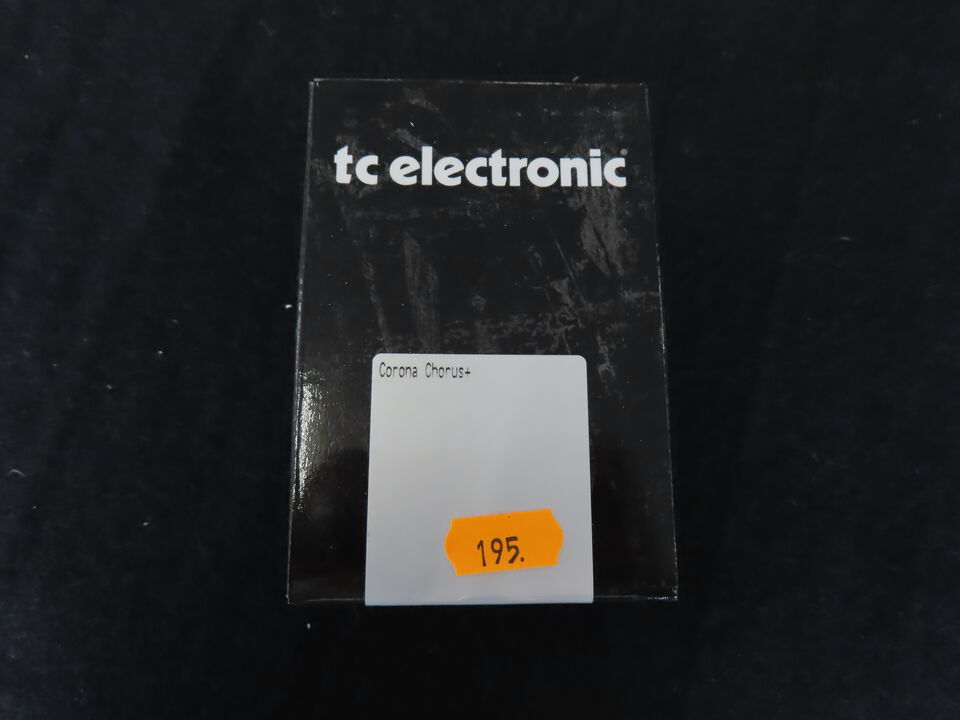 tc electronic®
Corona Chorus+
195.